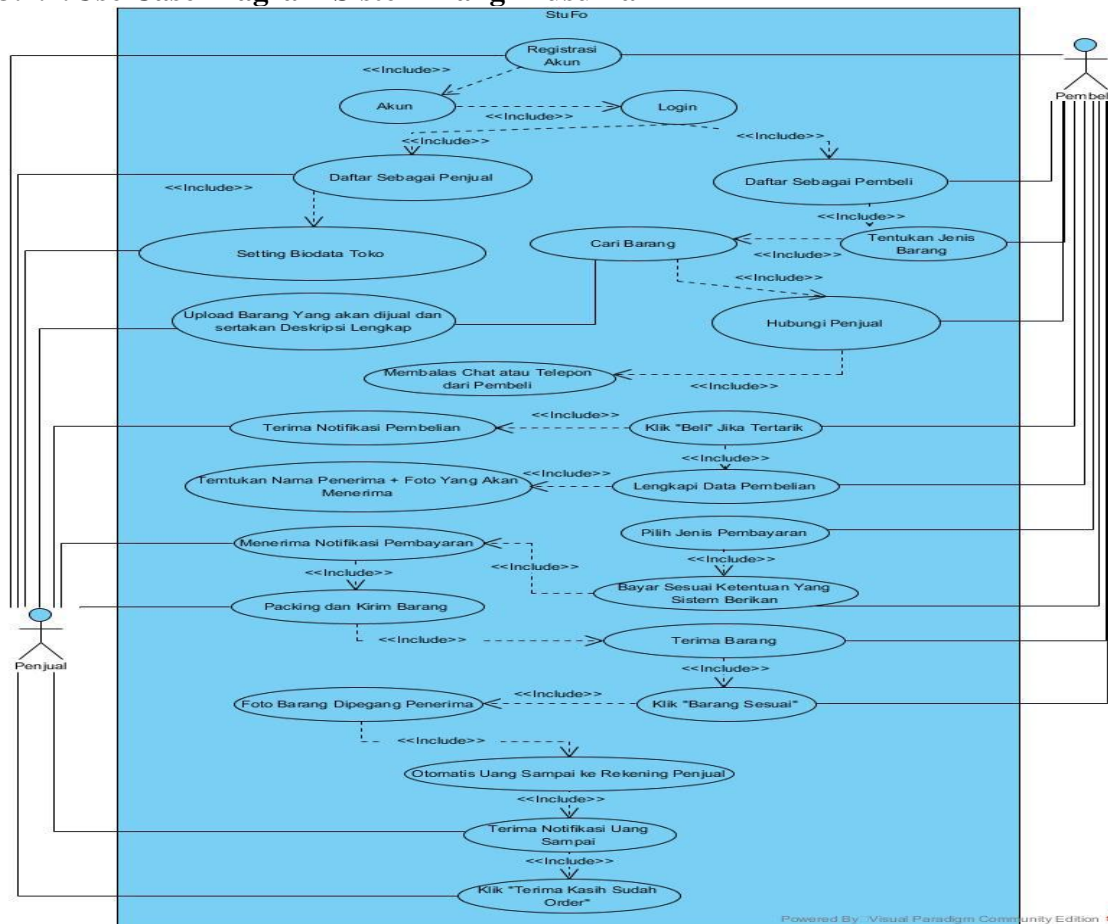 StuFo
Registrasi
Akun
<<Include>>
Pembeli
Akun
Login
<<Include>>
<<Include>>
<<Include>>
Daftar Sebagai Penjual
Daftar Sebagai Pembeli
<<Include>>
<<Include>>
Cari Barang
Tentukan Jenis
Barang
Setting Biodata Toko
<<Include>>
<<Include>>
Upload Barang Yang akan dijual dan
sertakan Deskripsi Lengkap
Hubungi Penjual
Membalas Chat atau Telepon
dari Pembeli
<<Include>>
<<Include>>
Terima Notifikasi Pembelian
Klik "Beli" Jika Tertarik
<<Include>>
<<Include>>
Temtukan Nama Penerima + Foto Yang Akan
Menerima
Lengkapi Data Pembelian
Pilih Jenis Pembayaran
Menerima Notifikasi Pembayaran
<<Include>>
<<Include>>
<<Include>>
Bayar Sesuai Ketentuan Yang
Sistem Berikan
Packing dan Kirim Barang
<<Include>>
Terima Barang
Penjual
<<Include>>
<<Include>>
Foto Barang Dipegang Penerima
Klik "Barang Sesuai"
<<Include>>
Otomatis Uang Sampai ke Rekening Penjual
<<Include>>
Terima Notifikasi Uang
Sampai
<<Include>>
Klik "Terima Kasih Sudah
Order"
Powered By Visual Paradigm Community Edition